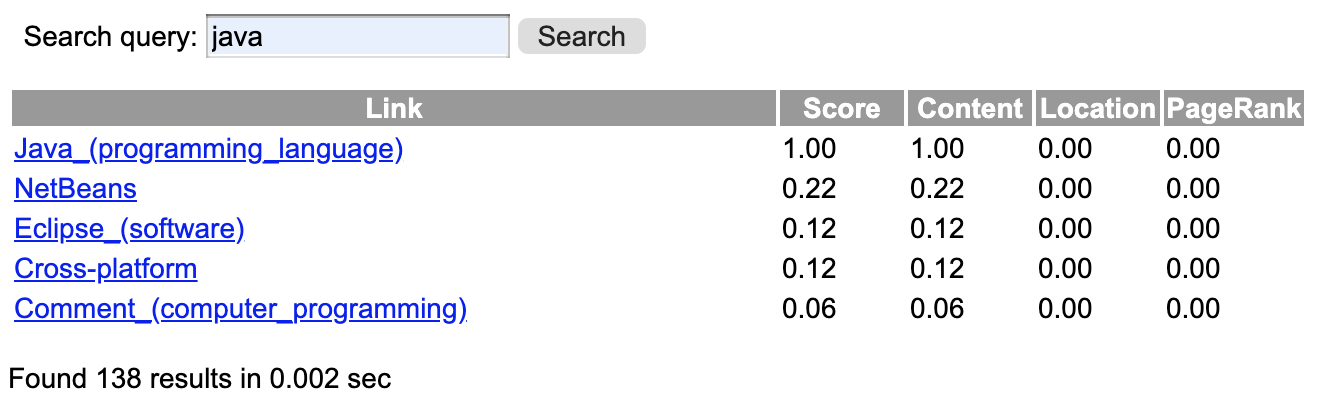 Search query: java Search
Link Score Content Location PageRank
Java_(programming_language) 1.00 1.00 0.00 0.00
NetBeans 0.22 0.22 0.00 0.00
Eclipse_(software) 0.12 0.12 0.00 0.00
Cross-platform 0.12 0.12 0.00 0.00
Comment_(computer_programming) 0.06 0.06 0.00 0.00
Found 138 results in 0.002 sec